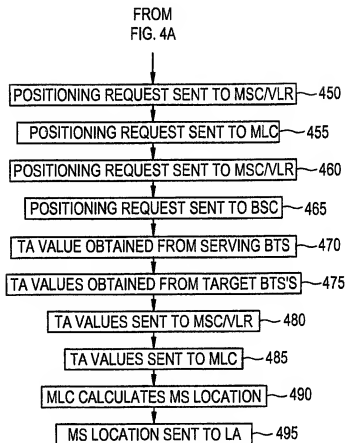 FROM
FIG. 4A
POSITIONING REQUEST SENT TO MSC/VLR 450
POSITIONING REQUEST SENT TO MLC 455
POSITIONING REQUEST SENT TO MSC/VLR 460
POSITIONING REQUEST SENT TO BSC 465
TA VALUE OBTAINED FROM SERVING BTS 470
TA VALUES OBTAINED FROM TARGET BTS'S 475
TA VALUES SENT TO MSC/VLR 480
TA VALUES SENT TO MLC 485
MLC CALCULATES MS LOCATION 490
MS LOCATION SENT TO LA 495